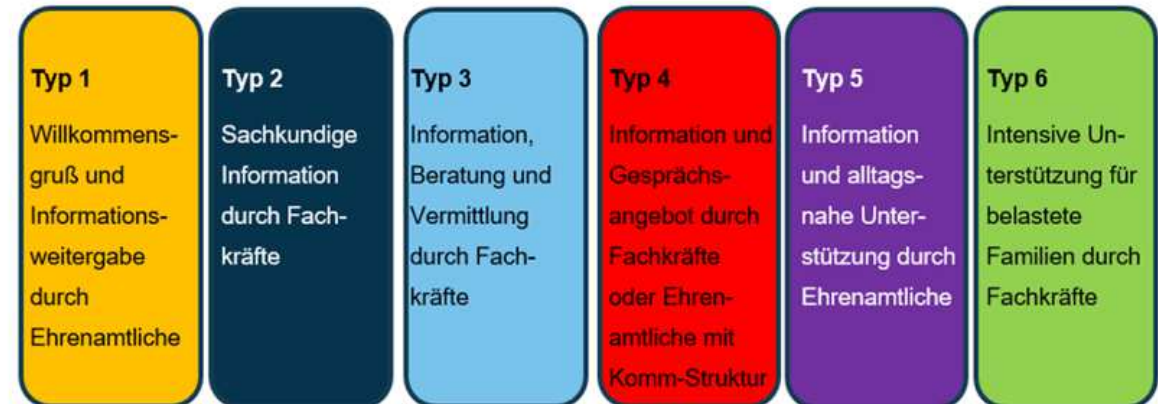 Typ 1
Willkommens-
gruß und
Informations-
weitergabe
durch
Ehrenamtliche
Typ 2
Sachkundige
Information
durch Fach-
kräfte
Typ 3
Information,
Beratung und
Vermittlung
durch Fach-
kräfte
Typ 4
Information und
Gesprächs-
angebot durch
Fachkräfte
oder Ehren-
amtliche mit
Komm-Struktur
Typ 5
Information
und alltags-
nahe Unter-
stützung durch
Ehrenamtliche
Typ 6
Intensive Un-
terstützung für
belastete
Familien durch
Fachkräfte